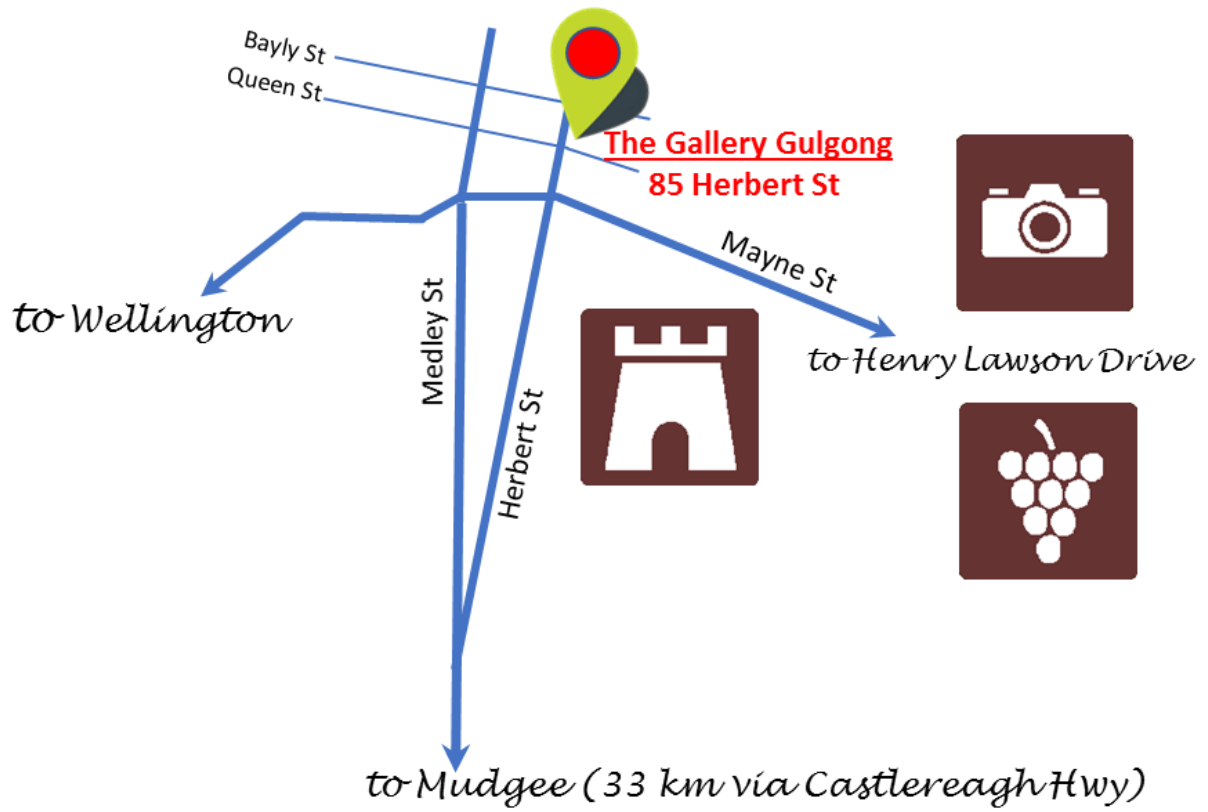 Bayly St
Queen St
The Gallery Gulgong
85 Herbert St
Mayne St
to Wellington
Medley St
Herbert St
to Henry Lawson Drive
to Mudgee (33 km via Castlereagh Hwy)